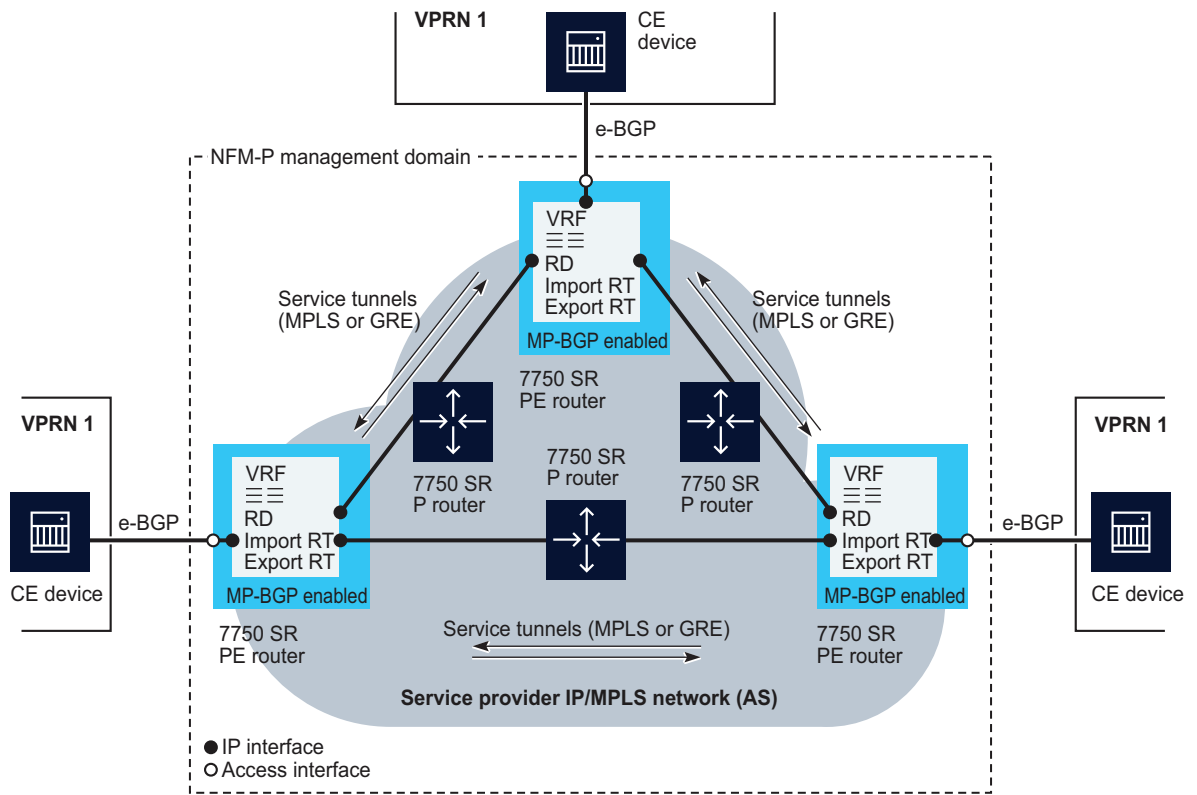 VPRN 1
CE
device
e-BGP
NFM-P management domain
VRF
RD
Import RT
Export RT
MP-BGP enabled
Service tunnels
(MPLS or GRE)
Service tunnels
(MPLS or GRE)
7750 SR
PE router
VPRN 1
CE device
e-BGP
VRF
RD
Import RT
Export RT
MP-BGP enabled
7750 SR
PE router
7750 SR
P router
7750 SR
P router
7750 SR
P router
VRF
RD
Import RT
Export RT
MP-BGP enabled
7750 SR
PE router
e-BGP
VPRN 1
CE device
Service tunnels (MPLS or GRE)
Service provider IP/MPLS network (AS)
IP interface
Access interface